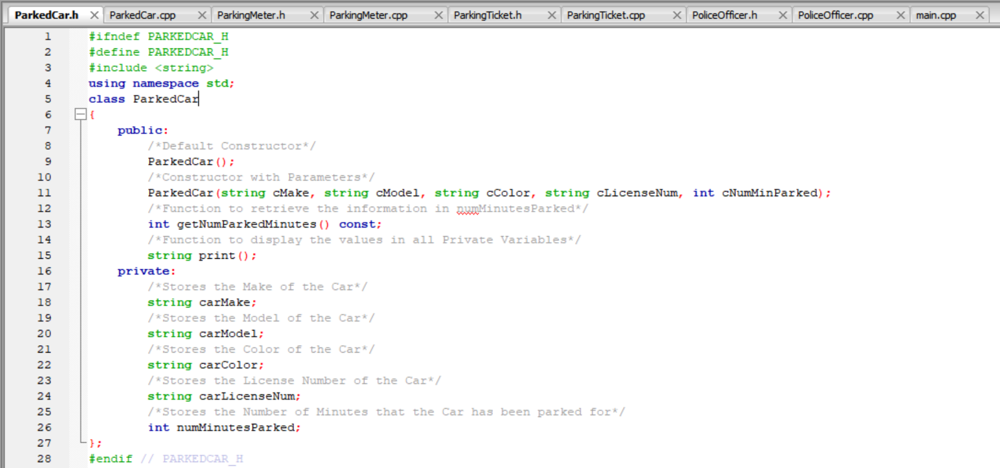 ParkedCar.h ParkedCar.cpp ParkingMeter.h ParkingMeter.cpp ParkingTicket.h ParkingTicket.cpp PoliceOfficer.h PoliceOfficer.cpp main.cpp
1 #ifndef PARKEDCAR_H
2 #define PARKEDCAR_H
3 #include <string>
4 using namespace std;
5 class ParkedCar
6 {
7 public:
8 /*Default Constructor*/
9 ParkedCar();
10 /*Constructor with Parameters*/
11 ParkedCar(string cMake, string cModel, string cColor, string cLicenseNum, int cNumMinParked);
12 /*Function to retrieve the information in numMinutesParked*/
13 int getNumParkedMinutes() const;
14 /*Function to display the values in all Private Variables*/
15 string print();
16 private:
17 /*Stores the Make of the Car*/
18 string carMake;
19 /*Stores the Model of the Car*/
20 string carModel;
21 /*Stores the Color of the Car*/
22 string carColor;
23 /*Stores the License Number of the Car*/
24 string carLicenseNum;
25 /*Stores the Number of Minutes that the Car has been parked for*/
26 int numMinutesParked;
27 };
28 #endif // PARKEDCAR_H